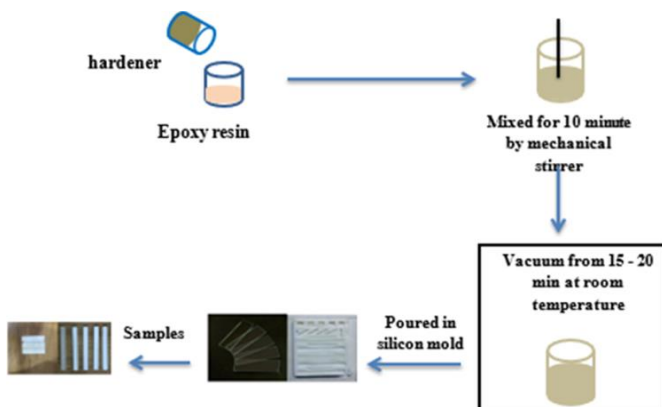 hardener
Epoxy resin
Mixed for 10 minute
by mechanical
stirrer
Vacuum from 15 - 20
min at room
temperature
Poured in
silicon mold
Samples